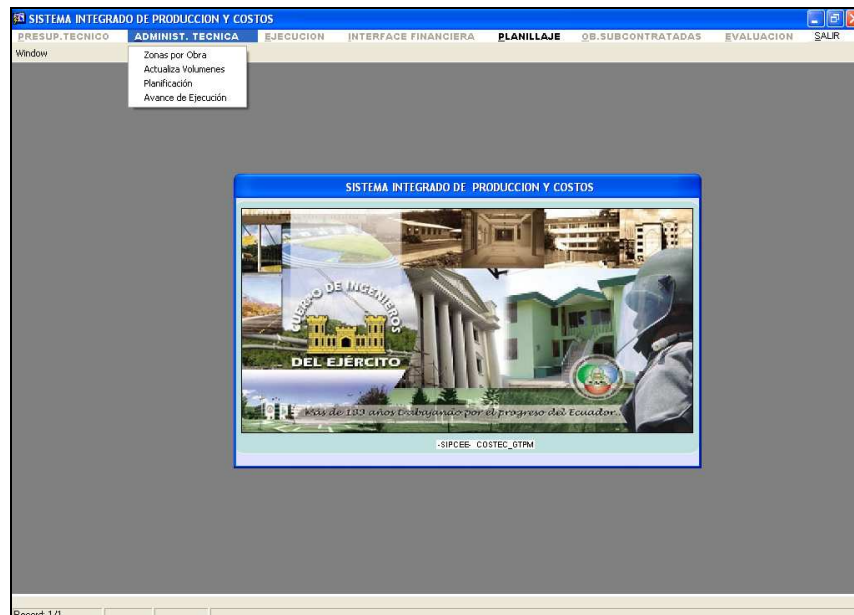 SISTEMA INTEGRADO DE PRODUCCION Y COSTOS
PRESUP.TECNICO ADMINIST. TECNICA EJECUCION INTERFACE FINANCIERA PLANILLAJE OB.SUBCONTRATADAS EVALUACION SALIR
Window
Zonas por Obra
Actualiza Volumenes
Planificación
Avance de Ejecución
SISTEMA INTEGRADO DE PRODUCCION Y COSTOS
CUERPO DE INGENIEROS
DEL EJÉRCITO
Más de 133 años trabajando por el progreso del Ecuador...
-SIPCEE- COSTEC_GTPM
Record: 1/1